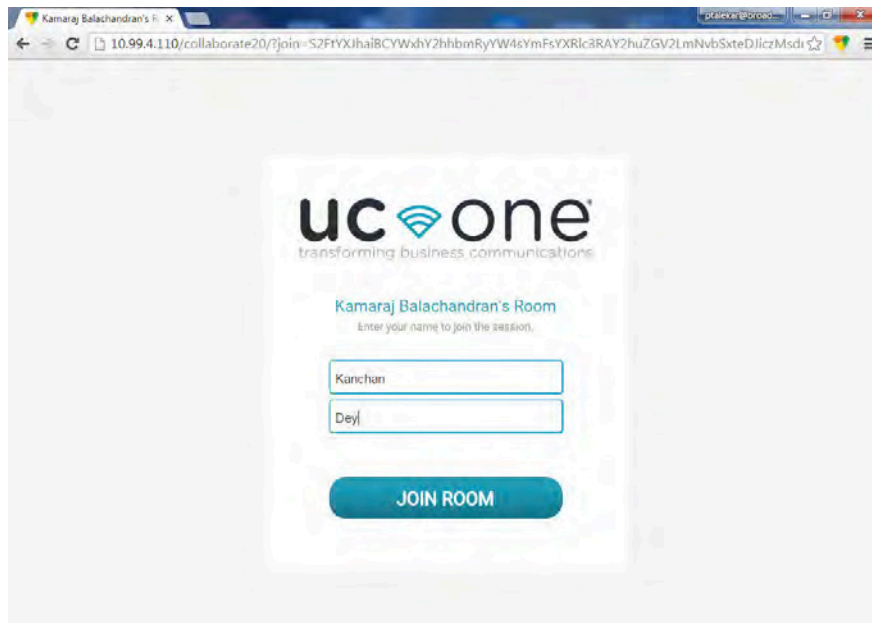 Kamaraj Balachandran's R
ptalekar@broad...
10.99.4.110/collaborate20/?join=
uc one
transforming business communications
Kamaraj Balachandran's Room
Enter your name to join the session.
Kanchan
Dey
JOIN ROOM